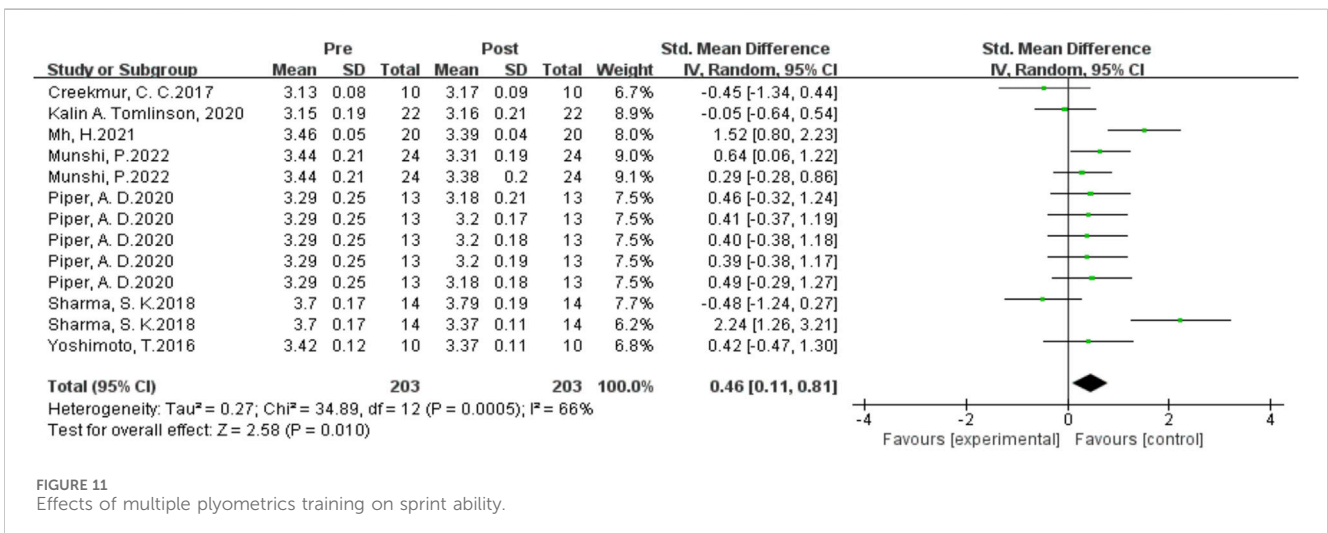 Pre Post Std. Mean Difference Std. Mean Difference
Study or Subgroup Mean SD Total Mean SD Total Weight IV, Random, 95% CI IV, Random, 95% CI
Creekmur, C. C.2017 3.13 0.08 10 3.17 0.09 10 6.7% -0.45 [-1.34, 0.44]
Kalin A. Tomlinson, 2020 3.15 0.19 22 3.16 0.21 22 8.9% -0.05 [-0.64, 0.54]
Mh, H.2021 3.46 0.05 20 3.39 0.04 20 8.0% 1.52 [0.80, 2.23]
Munshi, P.2022 3.44 0.21 24 3.31 0.19 24 9.0% 0.64 [0.06, 1.22]
Munshi, P.2022 3.44 0.21 24 3.38 0.2 24 9.1% 0.29 [-0.28, 0.86]
Piper, A. D.2020 3.29 0.25 13 3.18 0.21 13 7.5% 0.46 [-0.32, 1.24]
Piper, A. D.2020 3.29 0.25 13 3.2 0.17 13 7.5% 0.41 [-0.37, 1.19]
Piper, A. D.2020 3.29 0.25 13 3.2 0.18 13 7.5% 0.40 [-0.38, 1.18]
Piper, A. D.2020 3.29 0.25 13 3.2 0.19 13 7.5% 0.39 [-0.38, 1.17]
Piper, A. D.2020 3.29 0.25 13 3.18 0.18 13 7.5% 0.49 [-0.29, 1.27]
Sharma, S. K.2018 3.7 0.17 14 3.79 0.19 14 7.7% -0.48 [-1.24, 0.27]
Sharma, S. K.2018 3.7 0.17 14 3.37 0.11 14 6.2% 2.24 [1.26, 3.21]
Yoshimoto, T.2016 3.42 0.12 10 3.37 0.11 10 6.8% 0.42 [-0.47, 1.30]
Total (95% CI) 203 203 100.0% 0.46 [0.11, 0.81]
Heterogeneity: Tau² = 0.27; Chi² = 34.89, df = 12 (P = 0.0005); I² = 66%
Test for overall effect: Z = 2.58 (P = 0.010)
-4 -2 0 2 4
Favours [experimental] Favours [control]
FIGURE 11
Effects of multiple plyometrics training on sprint ability.